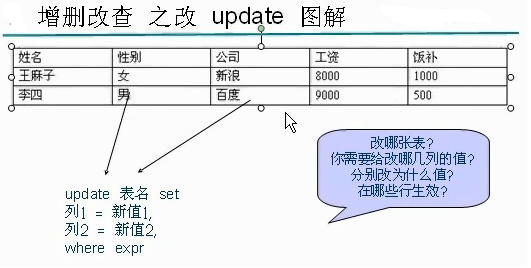 增删改查 之改 update 图解
姓名 性别 公司 工资 饭补
王麻子 女 新浪 8000 1000
李四 男 百度 9000 500
改哪张表?
你需要给改哪几列的值?
分别改为什么值?
在哪些行生效?
update 表名 set
列1 = 新值1,
列2 = 新值2,
where expr